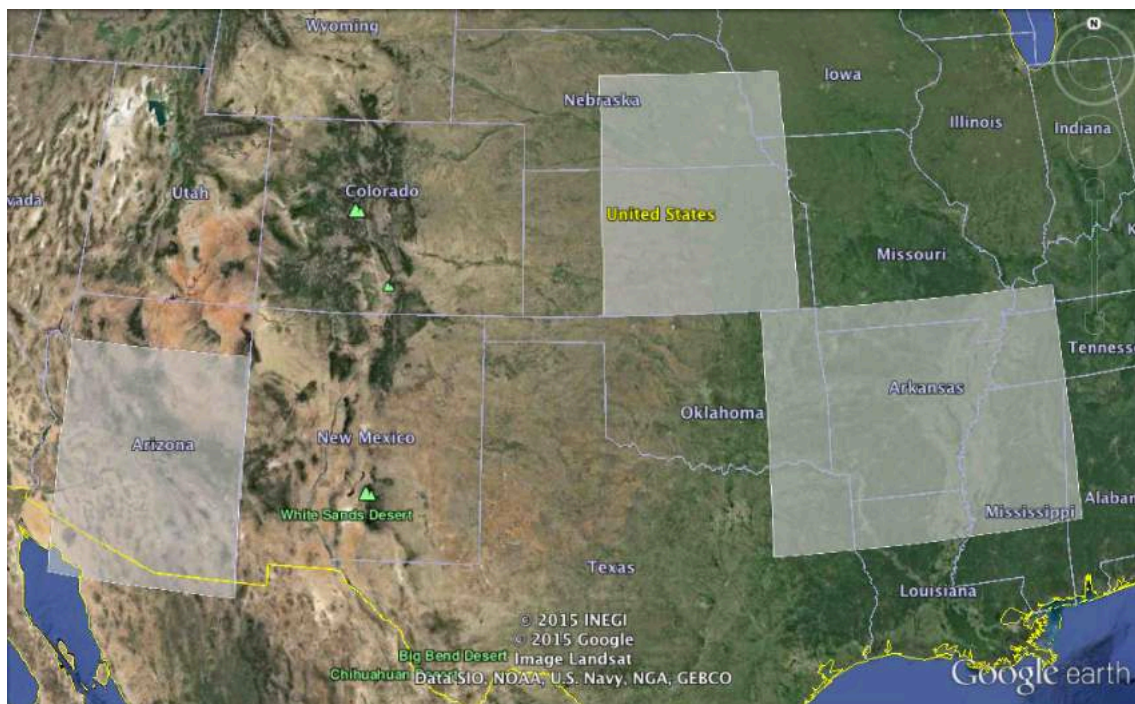 Wyoming
N
Iowa
Nebraska
Illinois
Indiana
vada
Utah
Colorado
United States
K
Missouri
Tennesse
Arkansas
Oklahoma
Arizona
New Mexico
White Sands Desert
Mississippi
Alabar
Texas
Louisiana
© 2015 INEGI
© 2015 Google
Image Landsat
Big Bend Desert
Chihuahuan
Data SIO, NOAA, U.S. Navy, NGA, GEBCO
Google earth